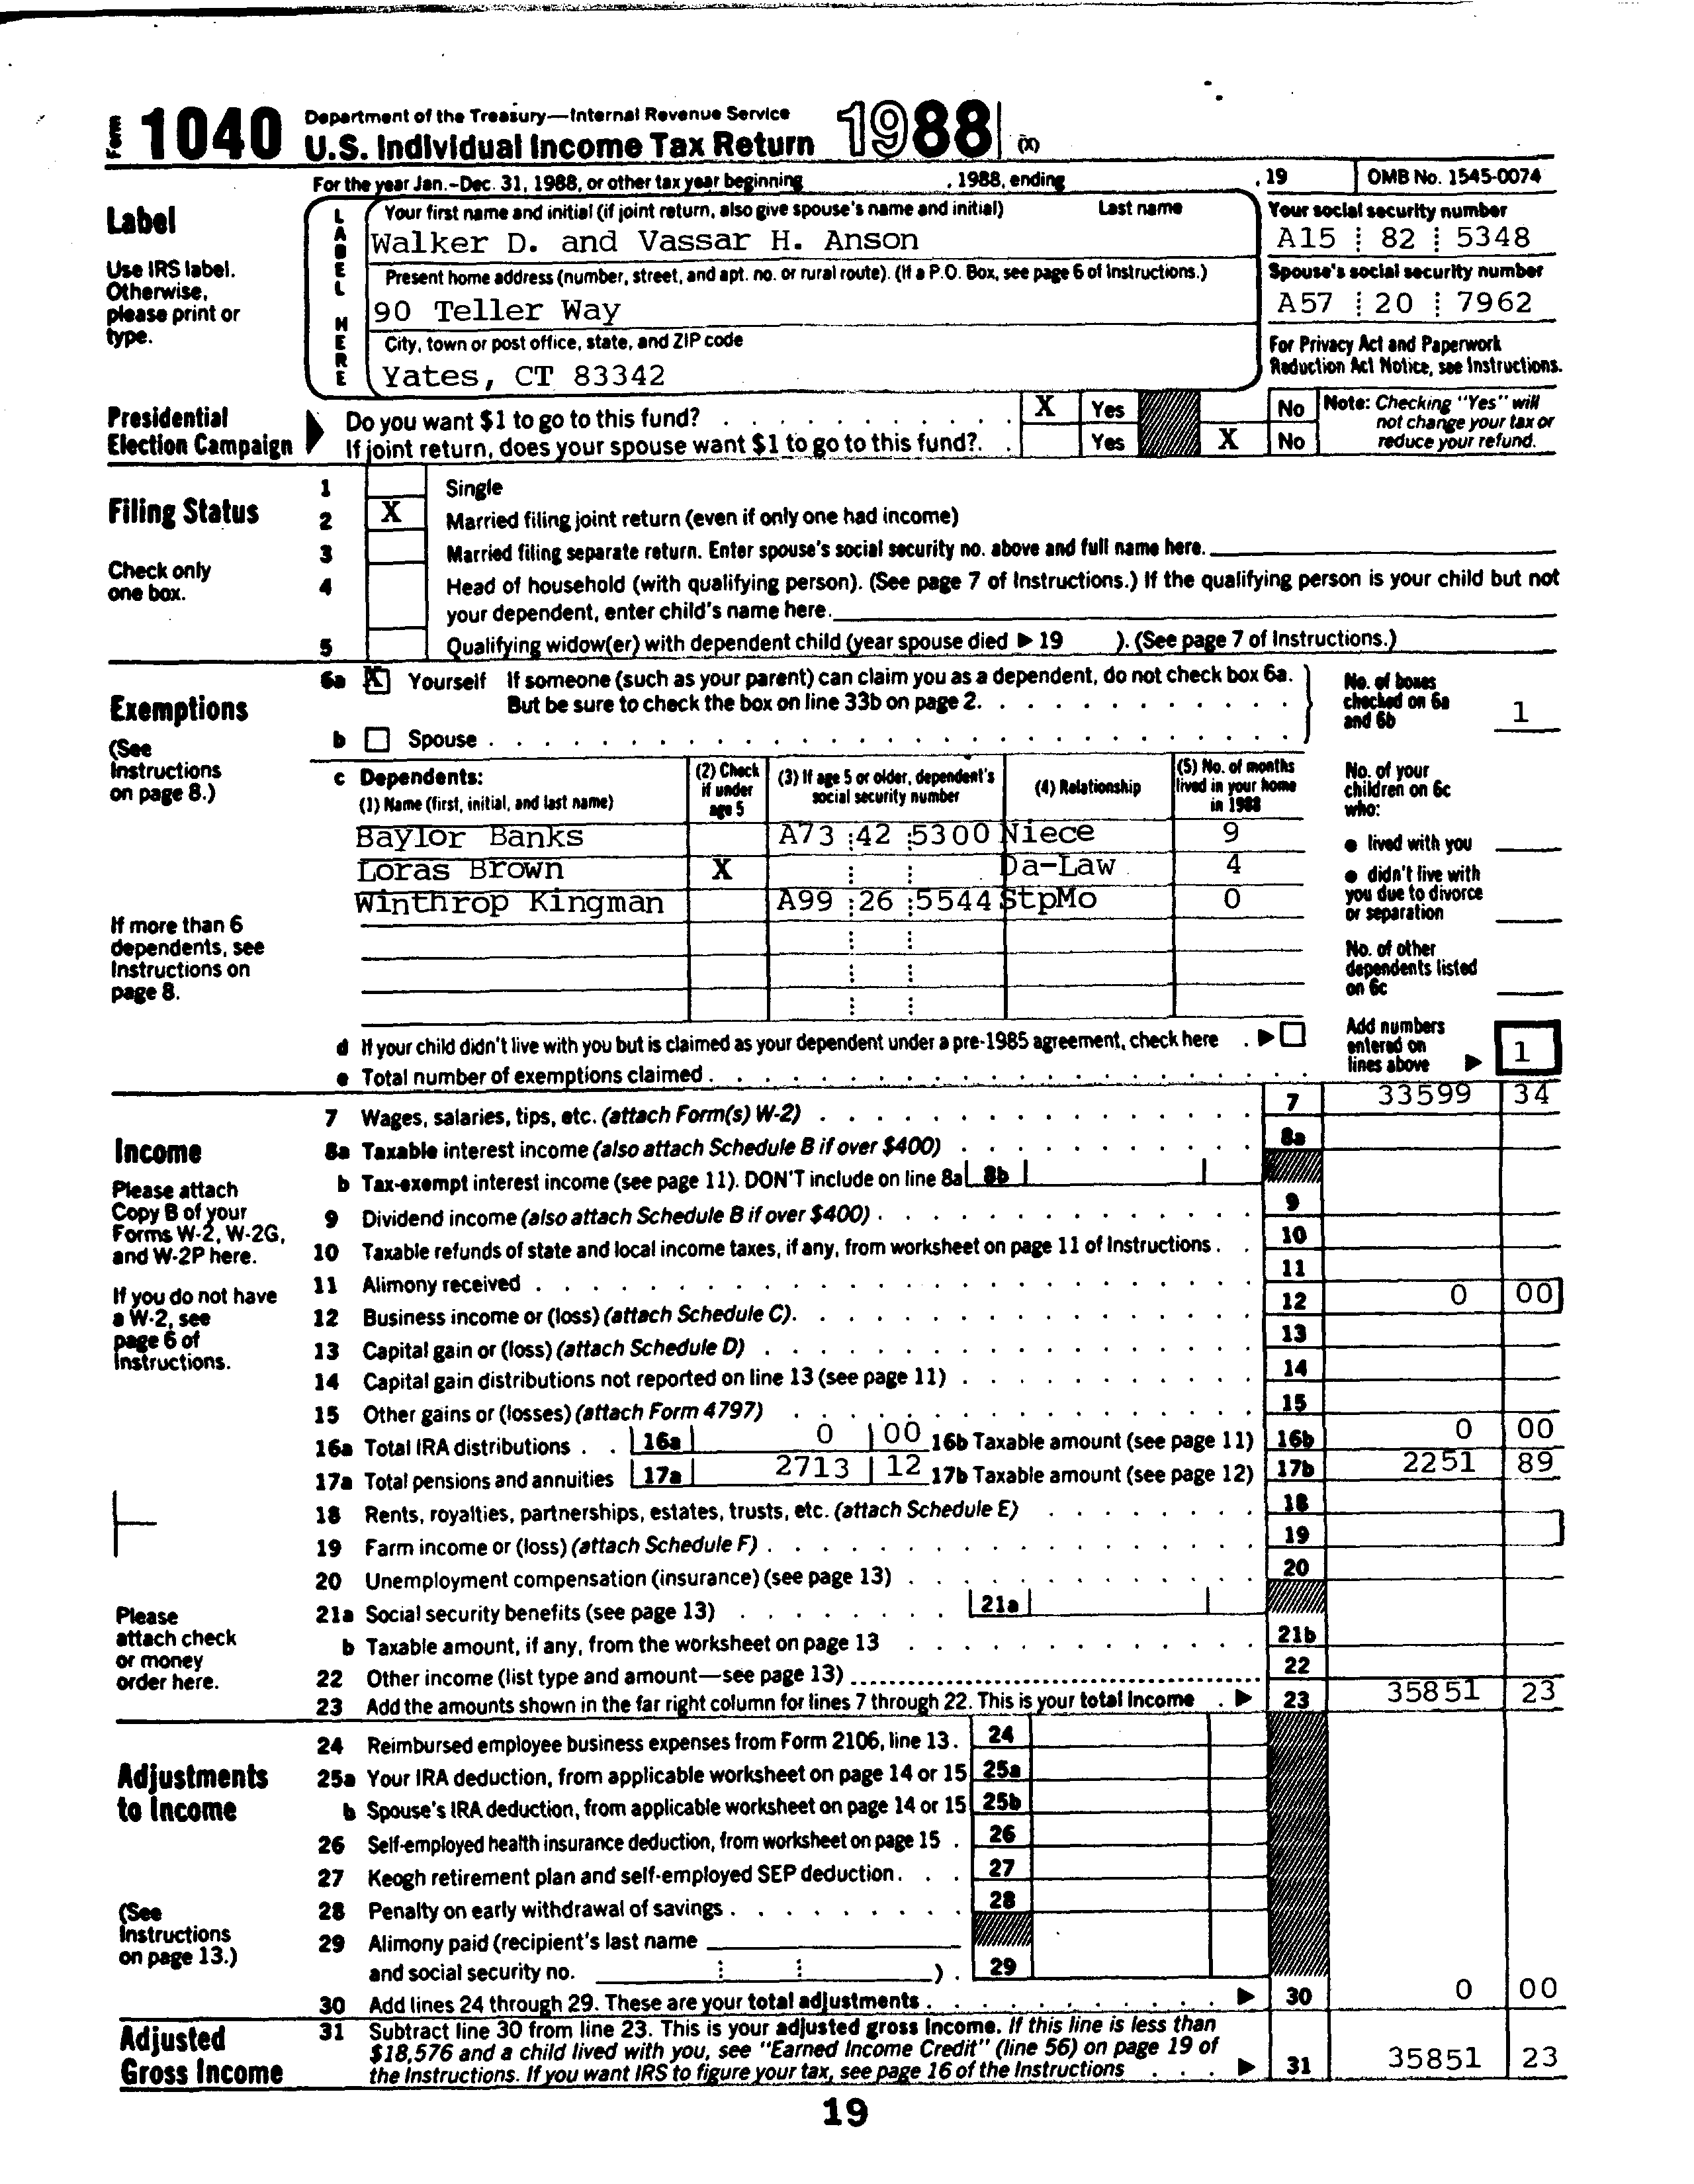 Form 1040 Department of the Treasury—Internal Revenue Service
U.S. Individual Income Tax Return 1988 (X)
For the year Jan.-Dec. 31, 1988, or other tax year beginning , 1988, ending , 19 OMB No. 1545-0074
Label
Use IRS label.
Otherwise,
please print or
type.
LABEL HERE
Your first name and initial (if joint return, also give spouse's name and initial) Last name
Walker D. and Vassar H. Anson
Your social security number
A15 82 5348
Present home address (number, street, and apt. no. or rural route). (If a P.O. Box, see page 6 of Instructions.)
90 Teller Way
Spouse's social security number
A57 20 7962
City, town or post office, state, and ZIP code
Yates, CT 83342
For Privacy Act and Paperwork
Reduction Act Notice, see Instructions.
Presidential
Election Campaign
Do you want $1 to go to this fund? X Yes No
If joint return, does your spouse want $1 to go to this fund? Yes X No
Note: Checking "Yes" will
not change your tax or
reduce your refund.
Filing Status
Check only
one box.
1 Single
2 X Married filing joint return (even if only one had income)
3 Married filing separate return. Enter spouse's social security no. above and full name here.
4 Head of household (with qualifying person). (See page 7 of Instructions.) If the qualifying person is your child but not
your dependent, enter child's name here.
5 Qualifying widow(er) with dependent child (year spouse died ▶ 19 ). (See page 7 of Instructions.)
Exemptions
(See
Instructions
on page 8.)
6a X Yourself If someone (such as your parent) can claim you as a dependent, do not check box 6a.
But be sure to check the box on line 33b on page 2.
b Spouse
No. of boxes
checked on 6a
and 6b 1
c Dependents:
(1) Name (first, initial, and last name)
(2) Check
if under
age 5
(3) If age 5 or older, dependent's
social security number
(4) Relationship
(5) No. of months
lived in your home
in 1988
Baylor Banks A73 42 5300 Niece 9
Loras Brown X Da-Law 4
Winthrop Kingman A99 26 5544 StpMo 0
If more than 6
dependents, see
Instructions on
page 8.
No. of your
children on 6c
who:
● lived with you
● didn't live with
you due to divorce
or separation
No. of other
dependents listed
on 6c
d If your child didn't live with you but is claimed as your dependent under a pre-1985 agreement, check here ▶
e Total number of exemptions claimed
Add numbers
entered on
lines above ▶ 1
Income
Please attach
Copy B of your
Forms W-2, W-2G,
and W-2P here.
If you do not have
a W-2, see
page 6 of
Instructions.
Please
attach check
or money
order here.
7 Wages, salaries, tips, etc. (attach Form(s) W-2) 7 33599 34
8a Taxable interest income (also attach Schedule B if over $400) 8a
b Tax-exempt interest income (see page 11). DON'T include on line 8a 8b
9 Dividend income (also attach Schedule B if over $400) 9
10 Taxable refunds of state and local income taxes, if any, from worksheet on page 11 of Instructions 10
11 Alimony received 11
12 Business income or (loss) (attach Schedule C) 12 0 00
13 Capital gain or (loss) (attach Schedule D) 13
14 Capital gain distributions not reported on line 13 (see page 11) 14
15 Other gains or (losses) (attach Form 4797) 15
16a Total IRA distributions 16a 0 00 16b Taxable amount (see page 11) 16b 0 00
17a Total pensions and annuities 17a 2713 12 17b Taxable amount (see page 12) 17b 2251 89
18 Rents, royalties, partnerships, estates, trusts, etc. (attach Schedule E) 18
19 Farm income or (loss) (attach Schedule F) 19
20 Unemployment compensation (insurance) (see page 13) 20
21a Social security benefits (see page 13) 21a
b Taxable amount, if any, from the worksheet on page 13 21b
22 Other income (list type and amount—see page 13) 22
23 Add the amounts shown in the far right column for lines 7 through 22. This is your total income ▶ 23 35851 23
Adjustments
to Income
(See
Instructions
on page 13.)
24 Reimbursed employee business expenses from Form 2106, line 13. 24
25a Your IRA deduction, from applicable worksheet on page 14 or 15 25a
b Spouse's IRA deduction, from applicable worksheet on page 14 or 15 25b
26 Self-employed health insurance deduction, from worksheet on page 15 26
27 Keogh retirement plan and self-employed SEP deduction 27
28 Penalty on early withdrawal of savings 28
29 Alimony paid (recipient's last name
and social security no. ) 29
30 Add lines 24 through 29. These are your total adjustments ▶ 30 0 00
Adjusted
Gross Income
31 Subtract line 30 from line 23. This is your adjusted gross income. If this line is less than
$18,576 and a child lived with you, see "Earned Income Credit" (line 56) on page 19 of
the Instructions. If you want IRS to figure your tax, see page 16 of the Instructions ▶ 31 35851 23
19